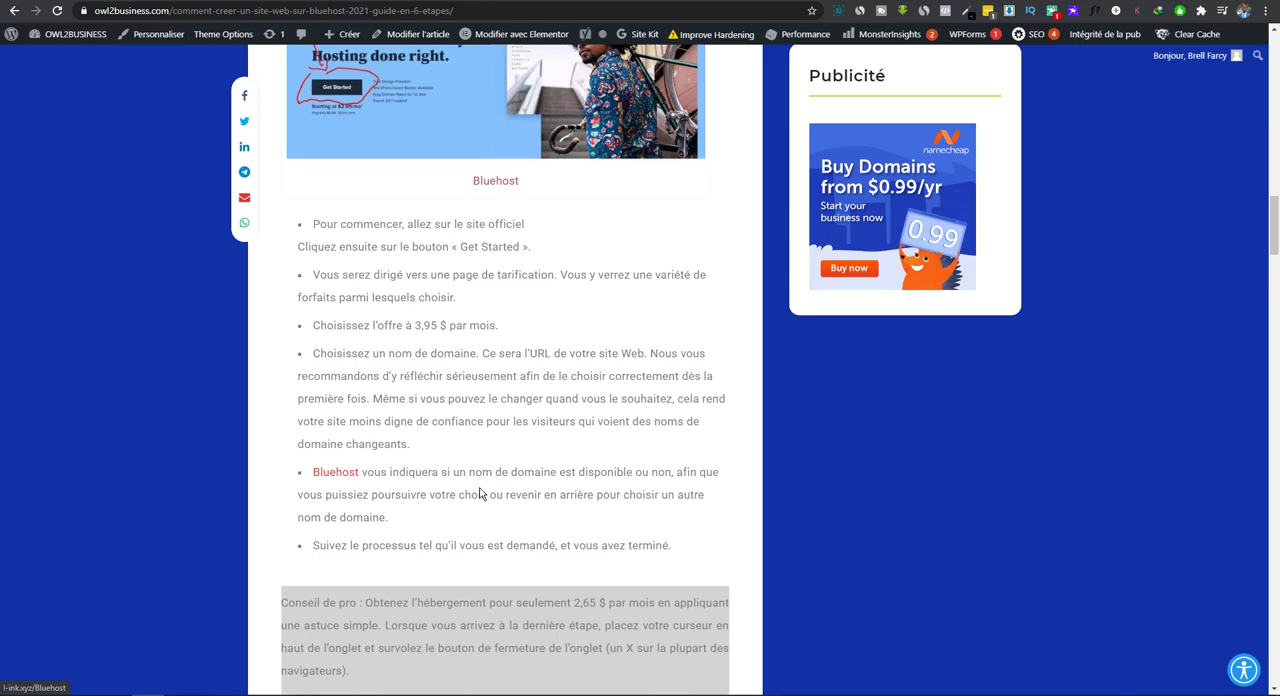 owl2business.com/comment-creer-un-site-web-sur-bluehost-2021-guide-en-6-etapes/
OWL2BUSINESS
Personnaliser
Theme Options
1
Créer
Modifier l'article
Modifier avec Elementor
Site Kit
Improve Hardening
Performance
MonsterInsights 2
WPForms 1
SEO 4
Intégrité de la pub
Clear Cache
Bonjour, Brell Farcy
Hosting done right.
Get Started
Bluehost
• Pour commencer, allez sur le site officiel
Cliquez ensuite sur le bouton « Get Started ».
• Vous serez dirigé vers une page de tarification. Vous y verrez une variété de
forfaits parmi lesquels choisir.
• Choisissez l'offre à 3,95 $ par mois.
• Choisissez un nom de domaine. Ce sera l'URL de votre site Web. Nous vous
recommandons d'y réfléchir sérieusement afin de le choisir correctement dès la
première fois. Même si vous pouvez le changer quand vous le souhaitez, cela rend
votre site moins digne de confiance pour les visiteurs qui voient des noms de
domaine changeants.
• Bluehost vous indiquera si un nom de domaine est disponible ou non, afin que
vous puissiez poursuivre votre choix ou revenir en arrière pour choisir un autre
nom de domaine.
• Suivez le processus tel qu'il vous est demandé, et vous avez terminé.
Conseil de pro : Obtenez l'hébergement pour seulement 2,65 $ par mois en appliquant
une astuce simple. Lorsque vous arrivez à la dernière étape, placez votre curseur en
haut de l'onglet et survolez le bouton de fermeture de l'onglet (un X sur la plupart des
navigateurs).
Publicité
namecheap
Buy Domains
from $0.99/yr
Start your
business now
0.99
Buy now
l-ink.xyz/Bluehost